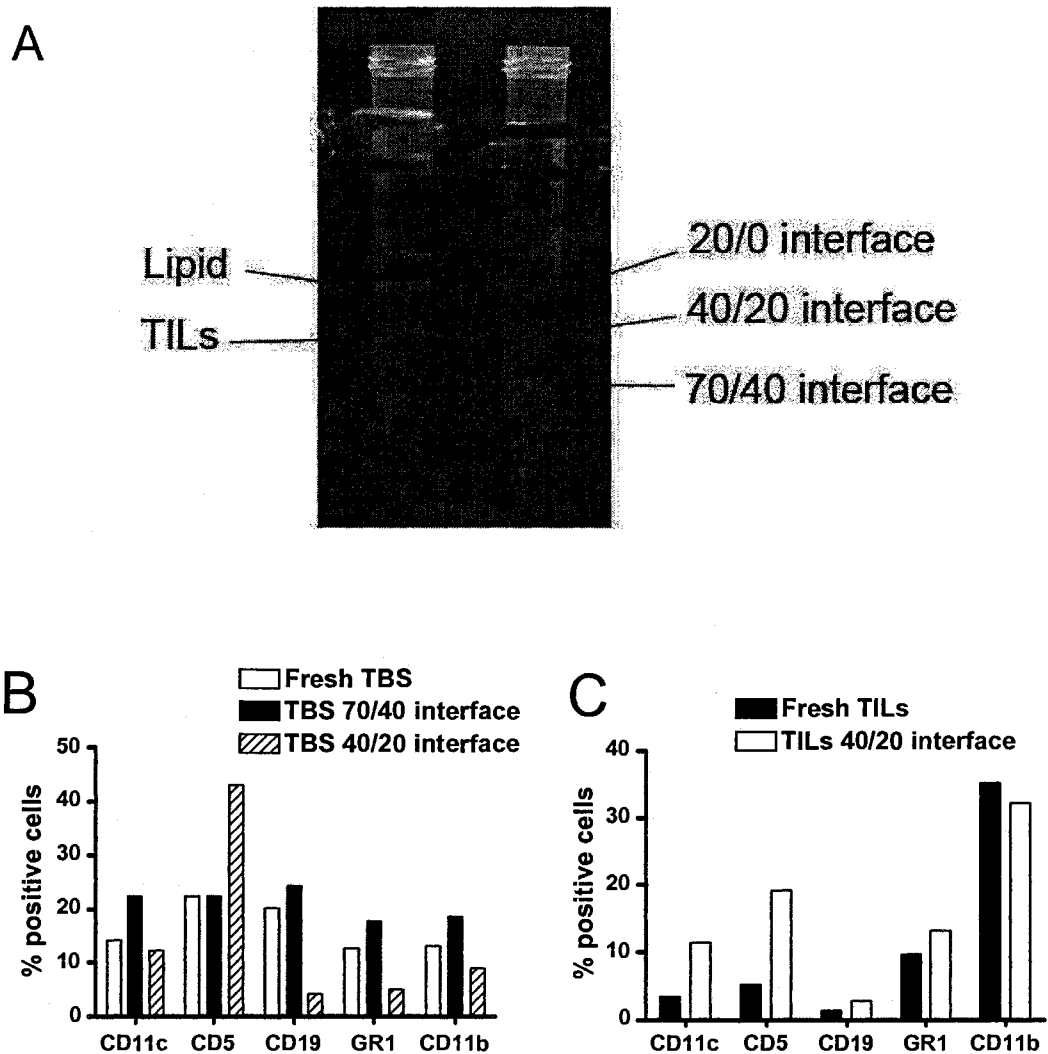 A
Lipid
TILs
20/0 interface
40/20 interface
70/40 interface
B
Fresh TBS
TBS 70/40 interface
TBS 40/20 interface
50
40
30
20
10
0
% positive cells
CD11c CD5 CD19 GR1 CD11b
C
Fresh TILs
TILs 40/20 interface
40
30
20
10
0
% positive cells
CD11c CD5 CD19 GR1 CD11b